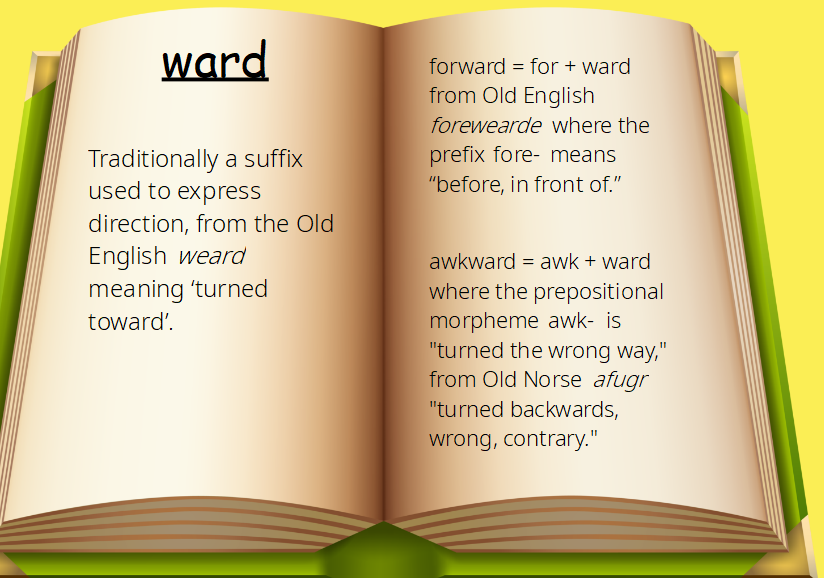 ward
Traditionally a suffix
used to express
direction, from the Old
English weard
meaning ‘turned
toward’.
forward = for + ward
from Old English
forewearde where the
prefix fore- means
“before, in front of.”
awkward = awk + ward
where the prepositional
morpheme awk- is
"turned the wrong way,"
from Old Norse afugr
"turned backwards,
wrong, contrary."